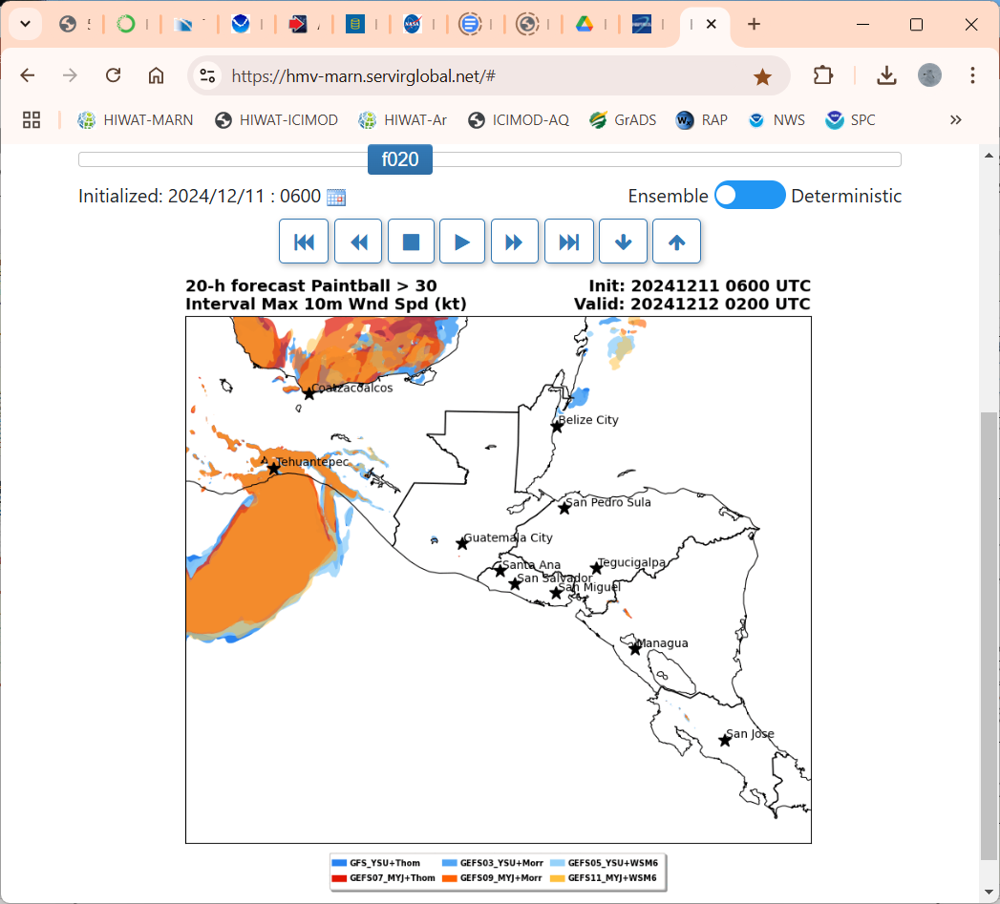 NASA
https://hmv-marn.servirglobal.net/#
HIWAT-MARN HIWAT-ICIMOD HIWAT-Ar ICIMOD-AQ GrADS RAP NWS SPC
f020
Initialized: 2024/12/11 : 0600 Ensemble Deterministic
20-h forecast Paintball > 30 Init: 20241211 0600 UTC
Interval Max 10m Wnd Spd (kt) Valid: 20241212 0200 UTC
Coatzacoalcos
Belize City
Tehuantepec
San Pedro Sula
Guatemala City
Santa Ana
Tegucigalpa
San Salvador
San Miguel
Managua
San Jose
GFS_YSU+Thom GEFS03_YSU+Morr GEFS05_YSU+WSM6
GEFS07_MYJ+Thom GEFS09_MYJ+Morr GEFS11_MYJ+WSM6